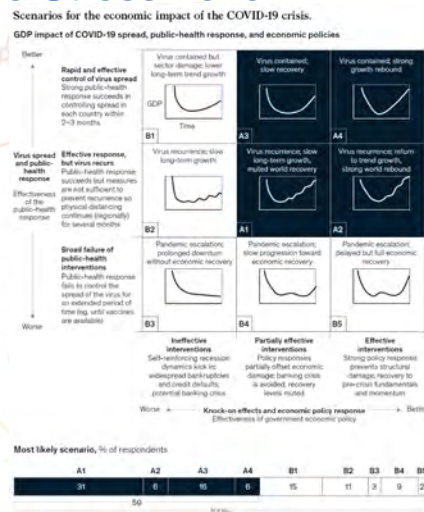 Scenarios for the economic impact of the COVID-19 crisis.
GDP impact of COVID-19 spread, public-health response, and economic policies
Better
Rapid and effective
control of virus spread
Strong public-health
response succeeds in
controlling spread in
each country within
2–3 months
Virus contained but
sector damage; lower
long-term trend growth
GDP
Time
B1
Virus contained;
slow recovery
A3
Virus contained; strong
growth rebound
A4
Virus spread
and public-
health
response
Effectiveness
of the
public-health
response
Effective response,
but virus recurs
Public-health response
succeeds but measures
are not sufficient to
prevent recurrence so
physical distancing
continues (regionally)
for several months
Virus recurrence; slow
long-term growth
B2
Virus recurrence; slow
long-term growth,
muted world recovery
A1
Virus recurrence; return
to trend growth,
strong world rebound
A2
Broad failure of
public-health
interventions
Public-health response
fails to control the
spread of the virus for
an extended period of
time (eg, until vaccines
are available)
Worse
Pandemic escalation;
prolonged downturn
without economic recovery
B3
Pandemic escalation;
slow progression toward
economic recovery
B4
Pandemic escalation;
delayed but full economic
recovery
B5
Ineffective
interventions
Self-reinforcing recession
dynamics kick in;
widespread bankruptcies
and credit defaults;
potential banking crisis
Partially effective
interventions
Policy responses
partially offset economic
damage; banking crisis
is avoided; recovery
levels muted
Effective
interventions
Strong policy responses
prevent structural
damage; recovery to
pre-crisis fundamentals
and momentum
Worse
Knock-on effects and economic policy response
Effectiveness of government economic policy
Better
Most likely scenario, % of respondents
A1 A2 A3 A4 B1 B2 B3 B4
31 6 16 6 15 11 3 9 2
59